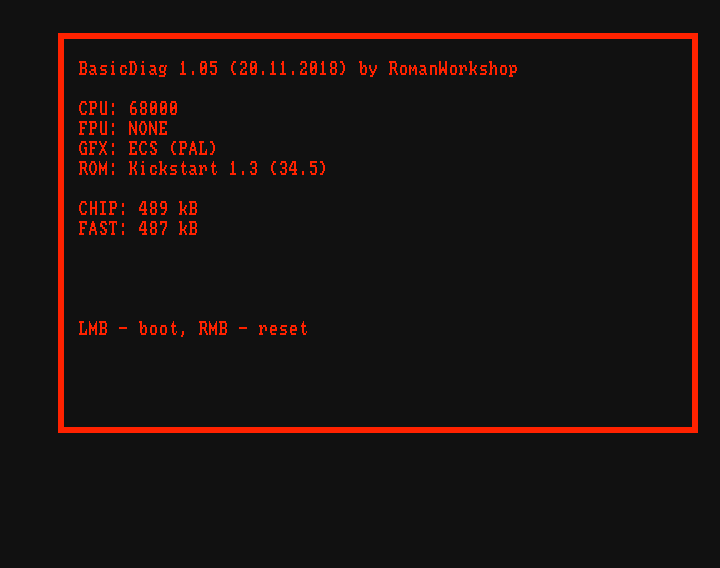 BasicDiag 1.05 (20.11.2018) by RomanWorkshop
CPU: 68000
FPU: NONE
GFX: ECS (PAL)
ROM: Kickstart 1.3 (34.5)
CHIP: 489 kB
FAST: 487 kB
LMB - boot, RMB - reset